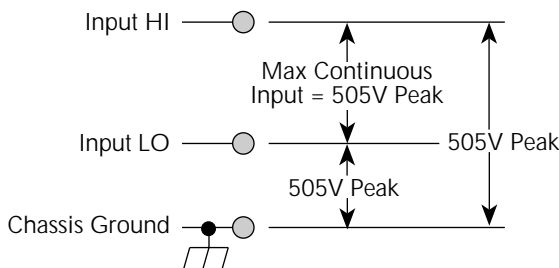 Input HI
Max Continuous
Input = 505V Peak
Input LO
505V Peak
505V Peak
Chassis Ground